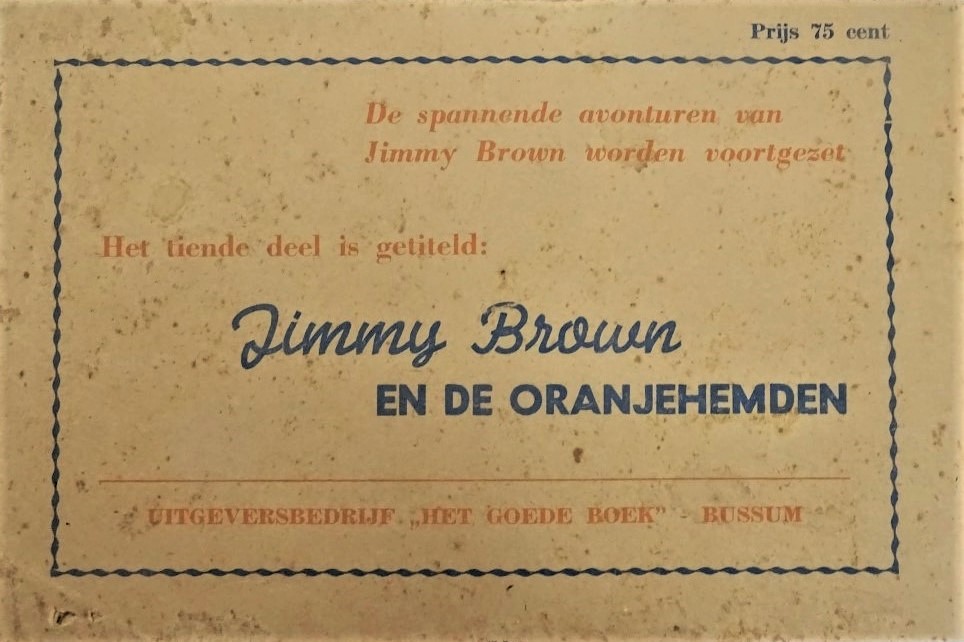 Prijs 75 cent
De spannende avonturen van
Jimmy Brown worden voortgezet
Het tiende deel is getiteld:
Jimmy Brown
EN DE ORANJEHEMDEN
UITGEVERSBEDRIJF „HET GOEDE BOEK” - BUSSUM